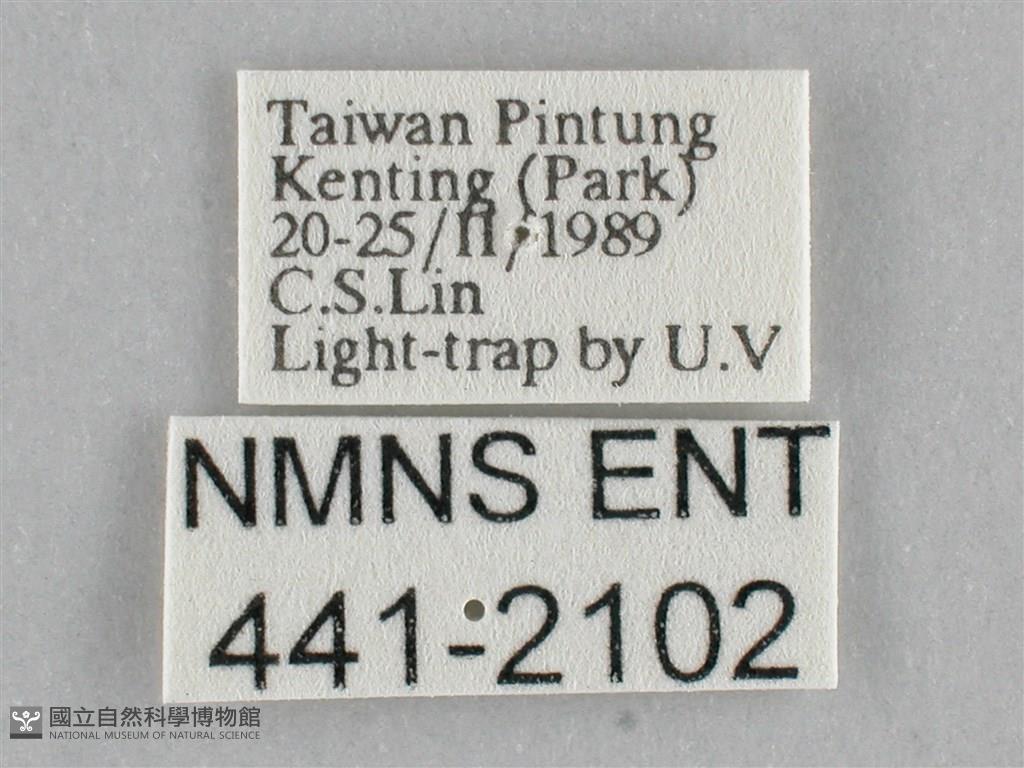 Taiwan Pintung
Kenting (Park)
20-25/II, 1989
C.S.Lin
Light-trap by U.V
NMNS ENT
441-2102
國立自然科學博物館
NATIONAL MUSEUM OF NATURAL SCIENCE